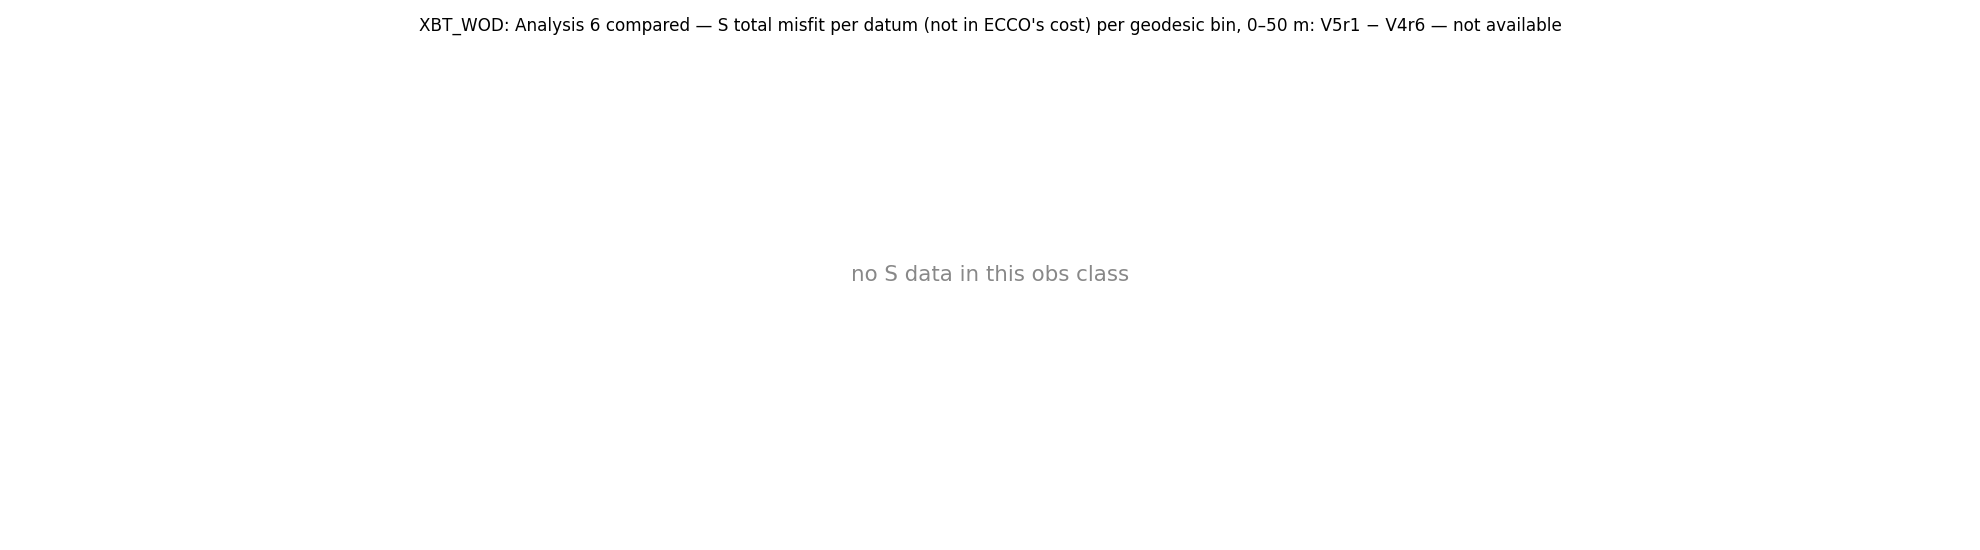 XBT_WOD: Analysis 6 compared — S total misfit per datum (not in ECCO's cost) per geodesic bin, 0–50 m: V5r1 − V4r6 — not available
no S data in this obs class